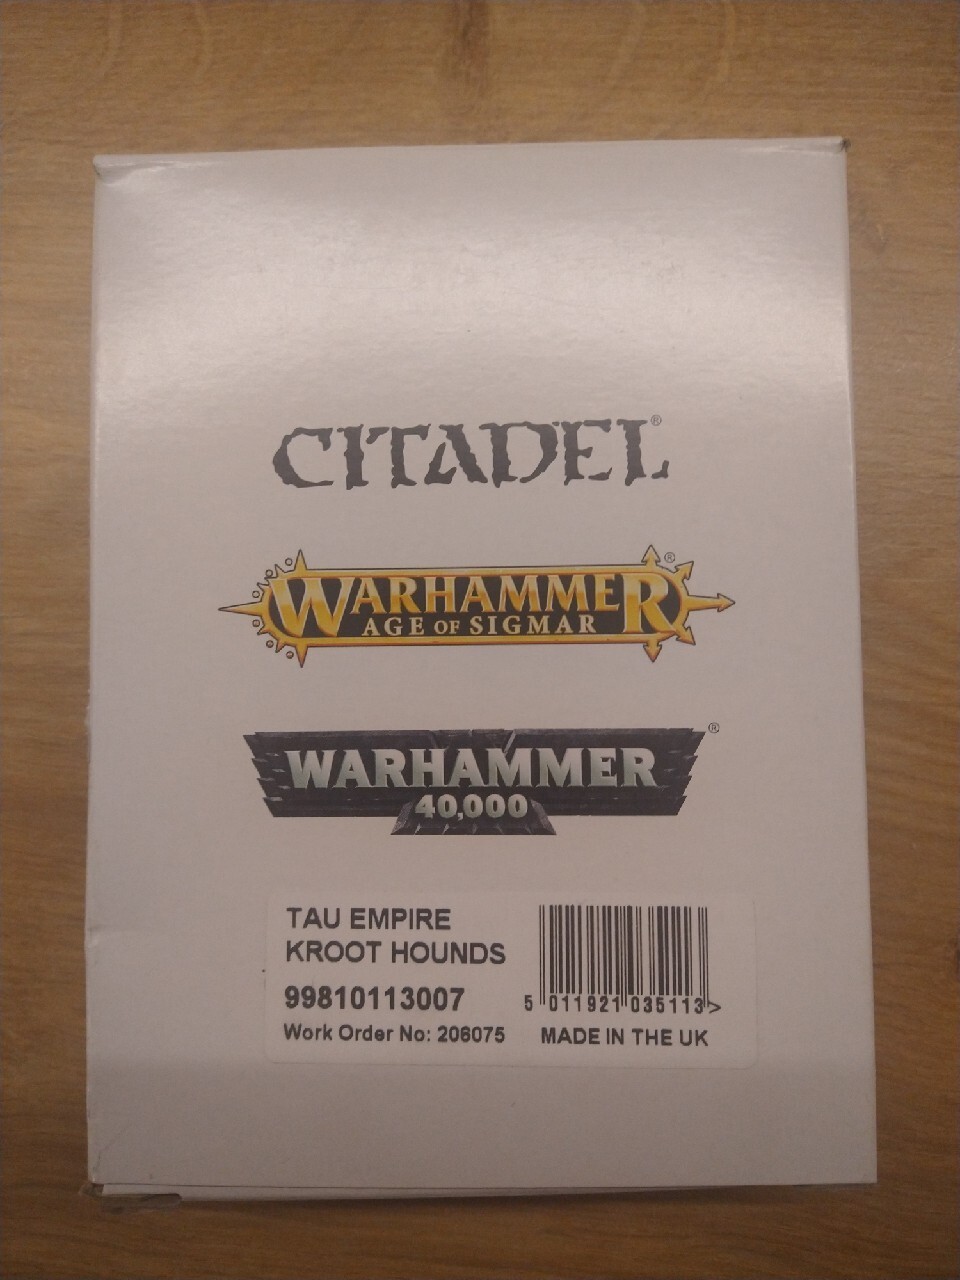 CITADEL®
WARHAMMER®
AGE OF SIGMAR
WARHAMMER®
40,000
TAU EMPIRE
KROOT HOUNDS
99810113007
Work Order No: 206075
5 011921 035113 >
MADE IN THE UK